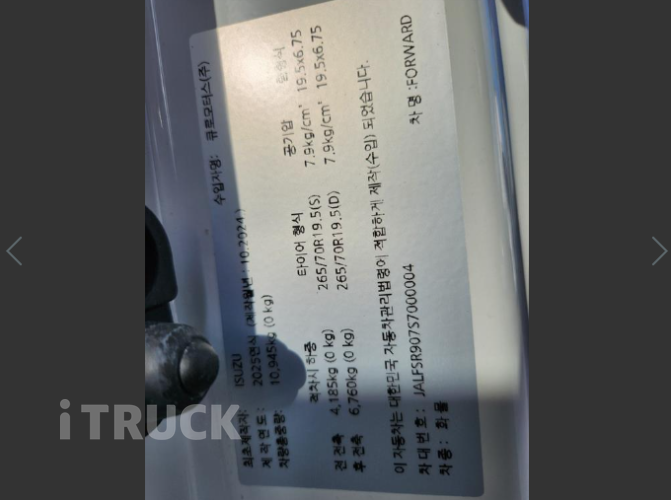 최초제작자: ISUZU 수입자명: 큐로모터스(주)
제작연도: 2025연식 (제작월년 : 10.2024 )
차량총중량: 10,945kg (0 kg)
적차시 하중 타이어 형식 공기압 림형식
전 전축 4,185kg (0 kg) 265/70R19.5(S) 7.9kg/cm², 19.5x6.75
후 전축 6,760kg (0 kg) 265/70R19.5(D) 7.9kg/cm², 19.5x6.75
이 자동차는 대한민국 자동차관리법령에 적합하게 제작(수입) 되었습니다.
차대번호 : JALFSR907S7000004 차 명 :FORWARD
차종: 화 물
iTRUCK